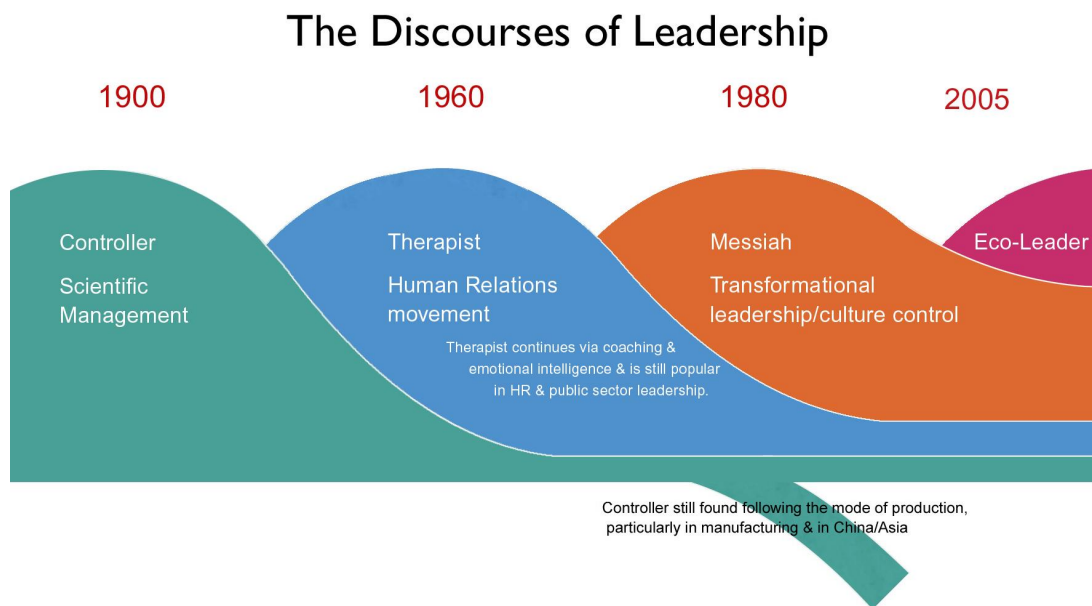 The Discourses of Leadership
1900
1960
1980
2005
Controller
Scientific
Management
Therapist
Human Relations
movement
Therapist continues via coaching &
emotional intelligence & is still popular
in HR & public sector leadership.
Messiah
Transformational
leadership/culture control
Eco-Leader
Controller still found following the mode of production,
particularly in manufacturing & in China/Asia